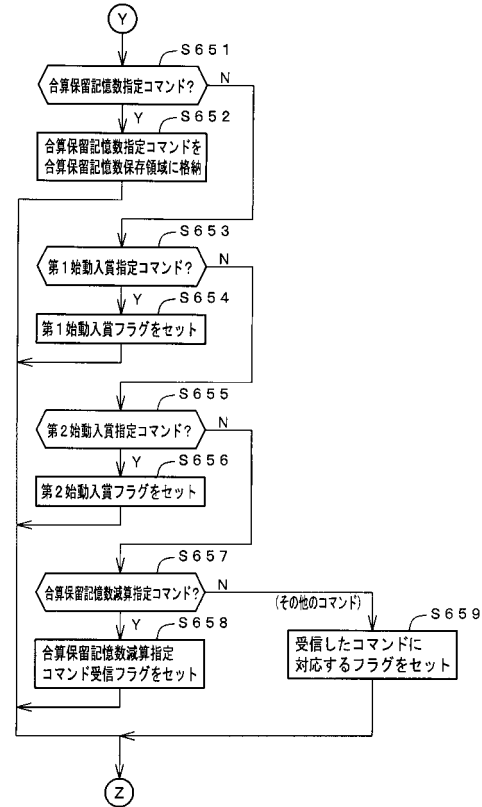 Y
S651
合算保留記憶数指定コマンド?
N
Y
S652
合算保留記憶数指定コマンドを
合算保留記憶数保存領域に格納
S653
第1始動入賞指定コマンド?
N
Y
S654
第1始動入賞フラグをセット
S655
第2始動入賞指定コマンド?
N
Y
S656
第2始動入賞フラグをセット
S657
合算保留記憶数減算指定コマンド?
N
(その他のコマンド)
Y
S658
合算保留記憶数減算指定
コマンド受信フラグをセット
S659
受信したコマンドに
対応するフラグをセット
Z